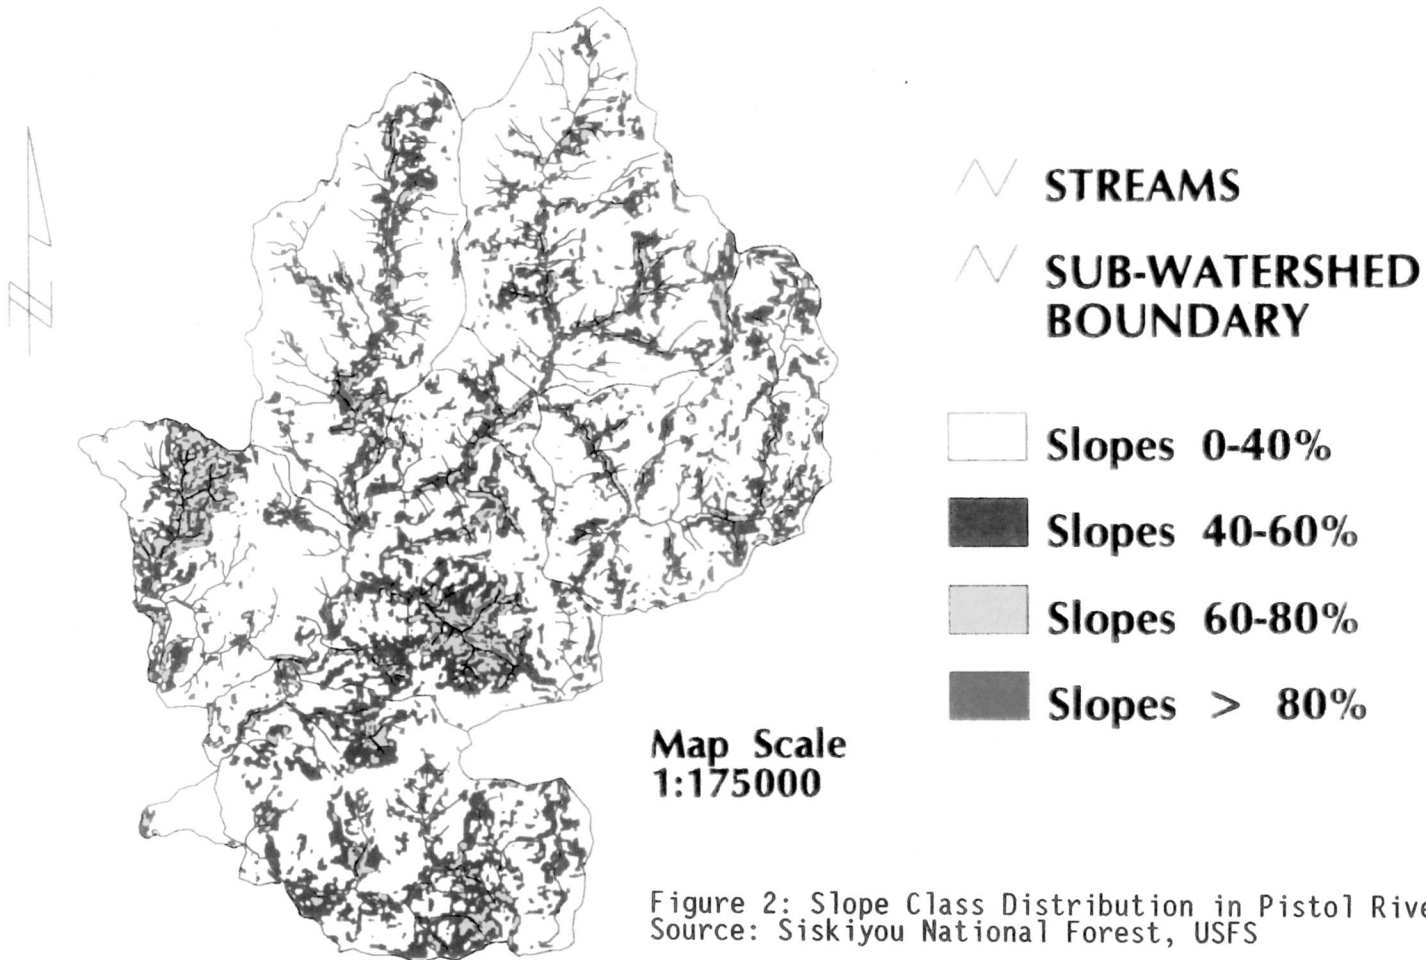 STREAMS
SUB-WATERSHED
BOUNDARY
Slopes 0-40%
Slopes 40-60%
Slopes 60-80%
Slopes > 80%
Map Scale
1:175000
Figure 2: Slope Class Distribution in Pistol Rive
Source: Siskiyou National Forest, USFS